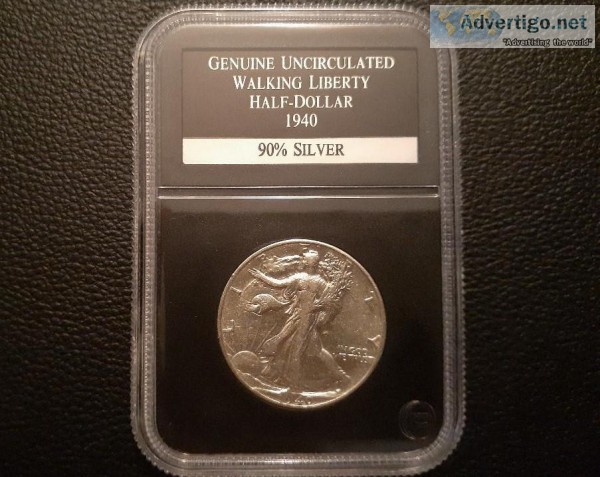 Advertigo.net
"Advertising the world"
GENUINE UNCIRCULATED
WALKING LIBERTY
HALF-DOLLAR
1940
90% SILVER